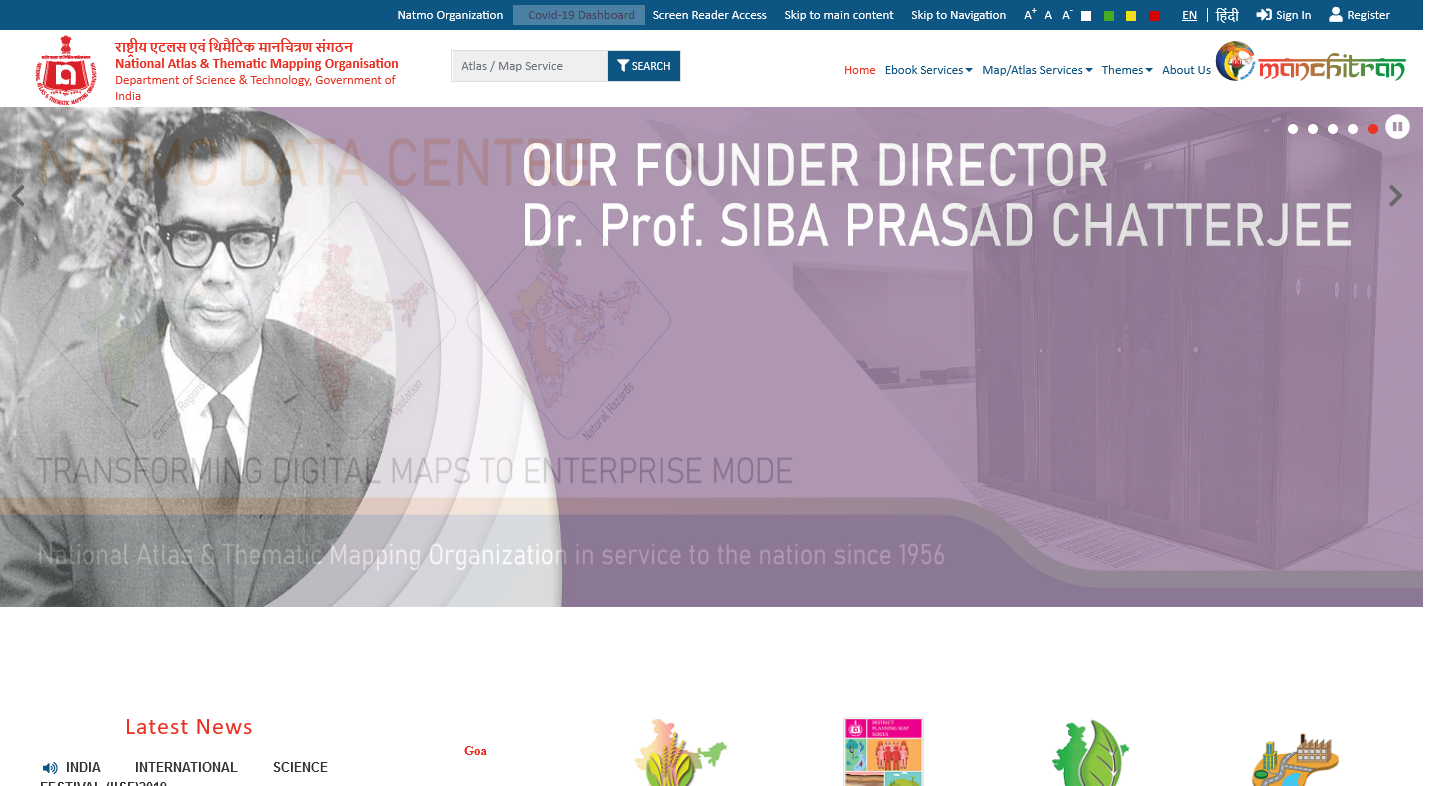 Natmo Organization Covid-19 Dashboard Screen Reader Access Skip to main content Skip to Navigation A+ A A- EN हिंदी Sign In Register
राष्ट्रीय एटलस एवं थिमैटिक मानचित्रण संगठन
National Atlas & Thematic Mapping Organisation
Department of Science & Technology, Government of
India
Atlas / Map Service SEARCH
Home Ebook Services Map/Atlas Services Themes About Us manchitran
NATMO DATA CENTRE
OUR FOUNDER DIRECTOR
Dr. Prof. SIBA PRASAD CHATTERJEE
Climatic Regions
Urban Population
Natural Hazards
TRANSFORMING DIGITAL MAPS TO ENTERPRISE MODE
National Atlas & Thematic Mapping Organization in service to the nation since 1956
Latest News
INDIA INTERNATIONAL SCIENCE
FESTIVAL (IISF)2019
Goa
DISTRICT
PLANNING MAP
SERIES